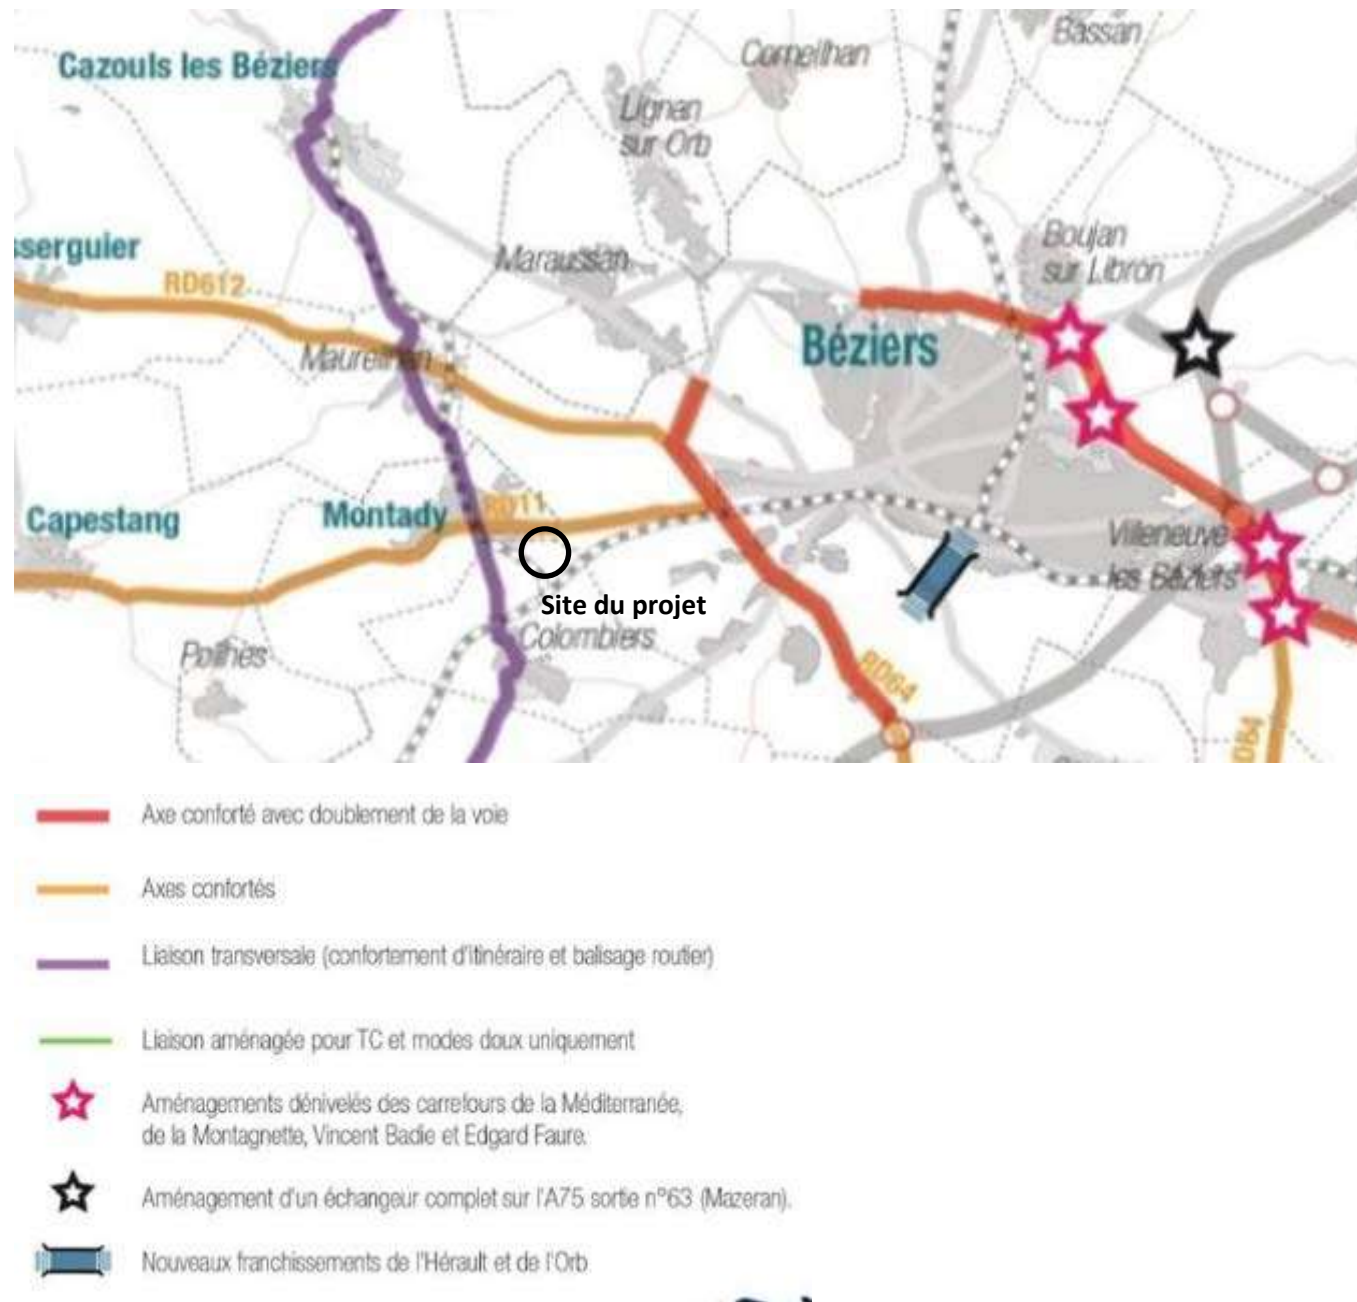 Bassan
Corneilhan
Cazouls les Béziers
Lignan
sur Orb
Boujan
sur Libron
sserguier
Maraussan
RD612
Béziers
Maureilhan
RD11
Capestang
Montady
Villeneuve
les Béziers
Site du projet
Colombiers
Poilhes
RD64
D64
Axe conforté avec doublement de la voie
Axes confortés
Liaison transversale (confortement d'itinéraire et balisage routier)
Liaison aménagée pour TC et modes doux uniquement
Aménagements dénivelés des carrefours de la Méditerranée,
de la Montagnette, Vincent Badie et Edgard Faure.
Aménagement d'un échangeur complet sur l'A75 sortie n°63 (Mazeran).
Nouveaux franchissements de l'Hérault et de l'Orb